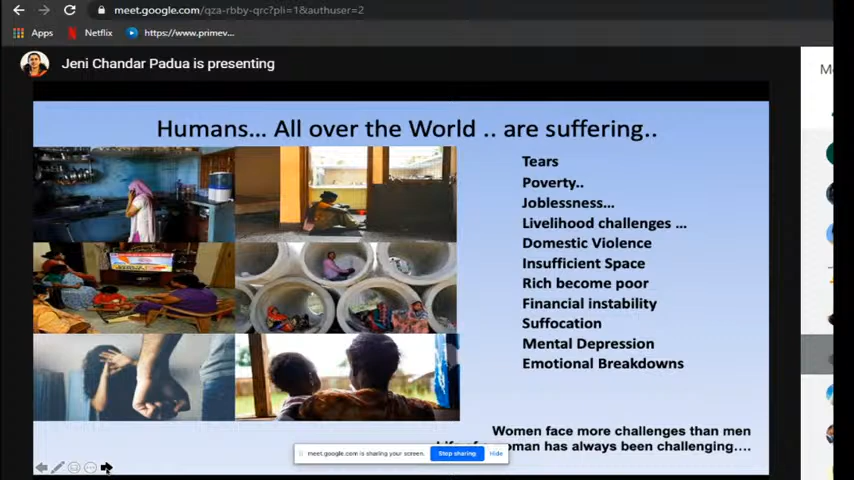 meet.google.com/qza-rbby-qrc?pli=1&authuser=2
Apps
Netflix
https://www.primev...
Jeni Chandar Padua is presenting
Humans... All over the World .. are suffering..
Tears
Poverty..
Joblessness...
Livelihood challenges ...
Domestic Violence
Insufficient Space
Rich become poor
Financial instability
Suffocation
Mental Depression
Emotional Breakdowns
Women face more challenges than men
has always been challenging....
meet.google.com is sharing your screen.
Stop sharing
Hide